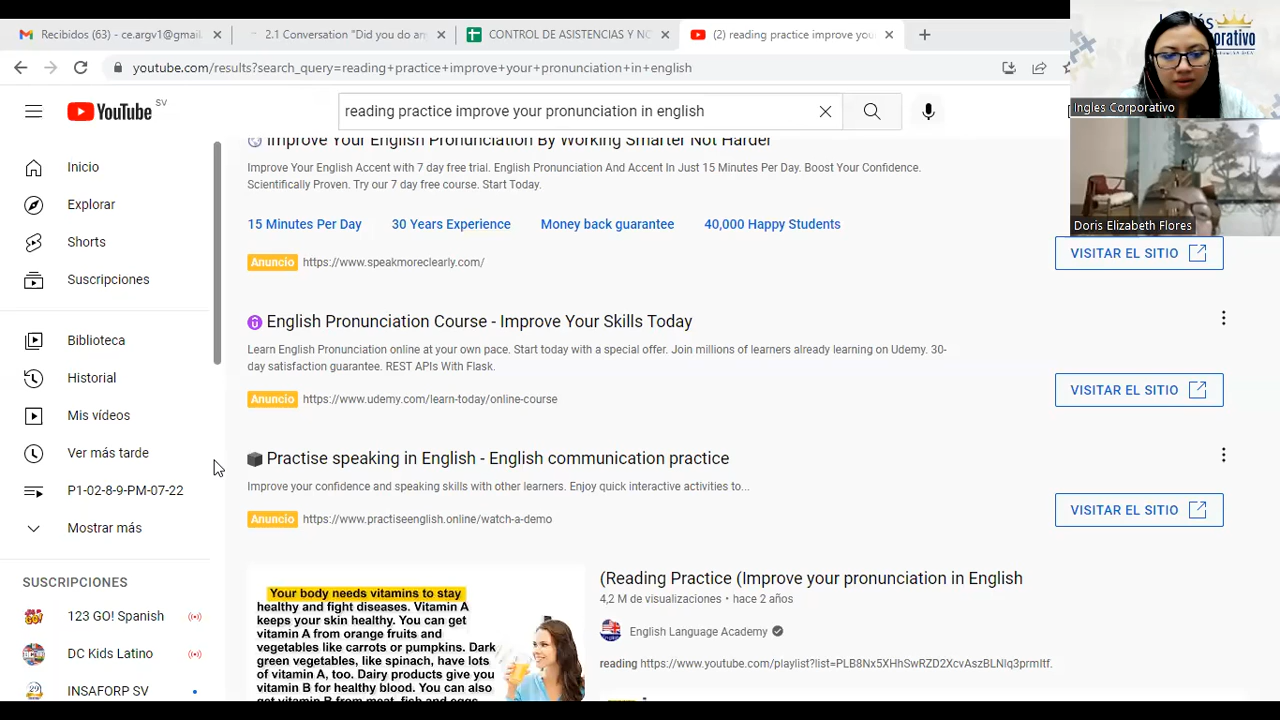 Recibidos (63) - ce.argv1@gmail.
2.1 Conversation "Did you do an
CONTROL DE ASISTENCIAS Y NO
(2) reading practice improve you
youtube.com/results?search_query=reading+practice+improve+your+pronunciation+in+english
YouTube SV
reading practice improve your pronunciation in english
Inicio
Explorar
Shorts
Suscripciones
Biblioteca
Historial
Mis vídeos
Ver más tarde
P1-02-8-9-PM-07-22
Mostrar más
SUSCRIPCIONES
123 GO! Spanish
DC Kids Latino
INSAFORP SV
Improve Your English Pronunciation By Working Smarter Not Harder
Improve Your English Accent with 7 day free trial. English Pronunciation And Accent In Just 15 Minutes Per Day. Boost Your Confidence.
Scientifically Proven. Try our 7 day free course. Start Today.
15 Minutes Per Day
30 Years Experience
Money back guarantee
40,000 Happy Students
Anuncio https://www.speakmoreclearly.com/
VISITAR EL SITIO
English Pronunciation Course - Improve Your Skills Today
Learn English Pronunciation online at your own pace. Start today with a special offer. Join millions of learners already learning on Udemy. 30-
day satisfaction guarantee. REST APIs With Flask.
Anuncio https://www.udemy.com/learn-today/online-course
VISITAR EL SITIO
Practise speaking in English - English communication practice
Improve your confidence and speaking skills with other learners. Enjoy quick interactive activities to...
Anuncio https://www.practiseenglish.online/watch-a-demo
VISITAR EL SITIO
Your body needs vitamins to stay
healthy and fight diseases. Vitamin A
keeps your skin healthy. You can get
vitamin A from orange fruits and
vegetables like carrots or pumpkins. Dark
green vegetables, like spinach, have lots
of vitamin A, too. Dairy products give you
vitamin B for healthy blood. You can also
get vitamin B from meat, fish and eggs
(Reading Practice (Improve your pronunciation in English
4,2 M de visualizaciones • hace 2 años
English Language Academy
reading https://www.youtube.com/playlist?list=PLB8Nx5XHhSwRZD2XcvAszBLNIq3prmItf.
Ingles Corporativo
Doris Elizabeth Flores